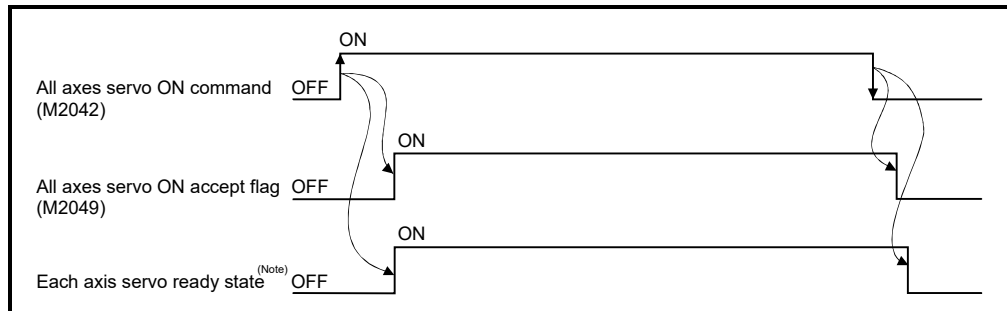 ON
All axes servo ON command OFF
(M2042)
ON
All axes servo ON accept flag OFF
(M2049)
ON
Each axis servo ready state(Note) OFF